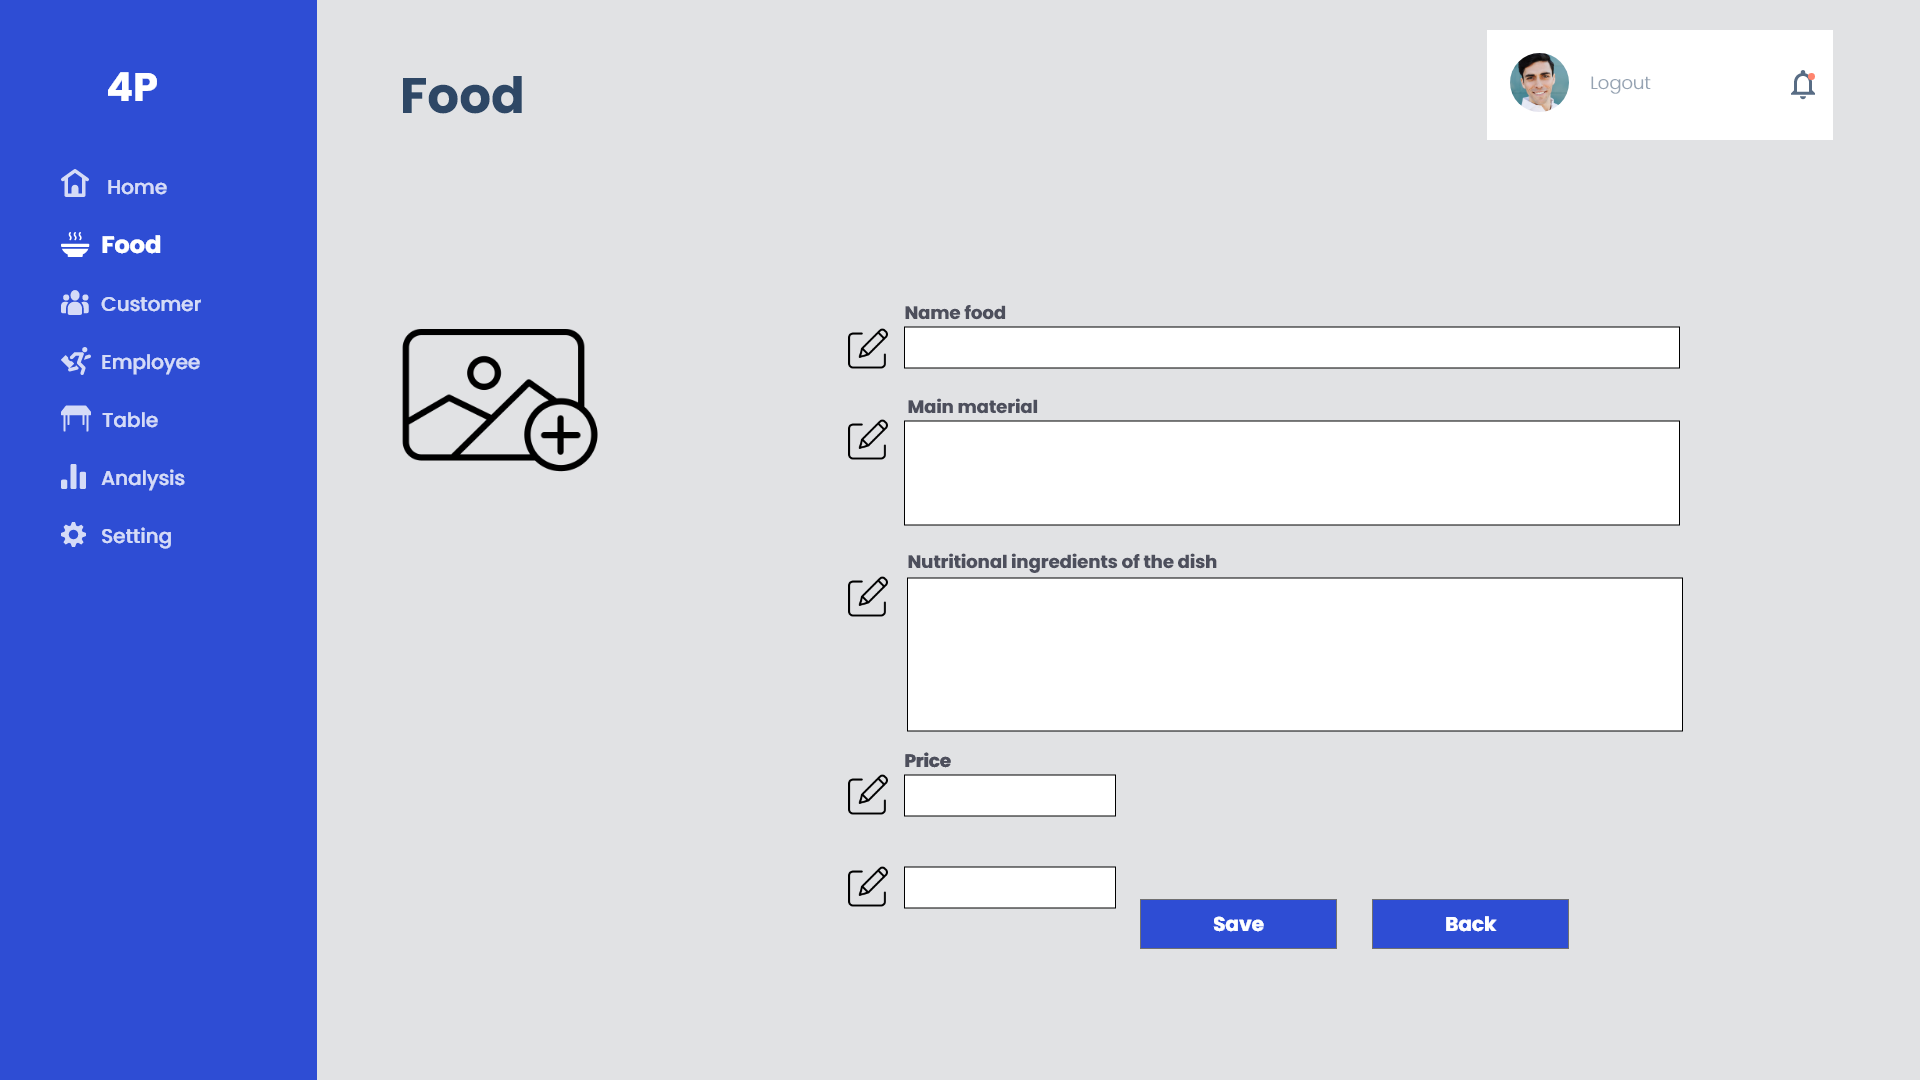 4P
Home
Food
Customer
Employee
Table
Analysis
Setting
Food
Logout
Name food
Main material
Nutritional ingredients of the dish
Price
Save
Back